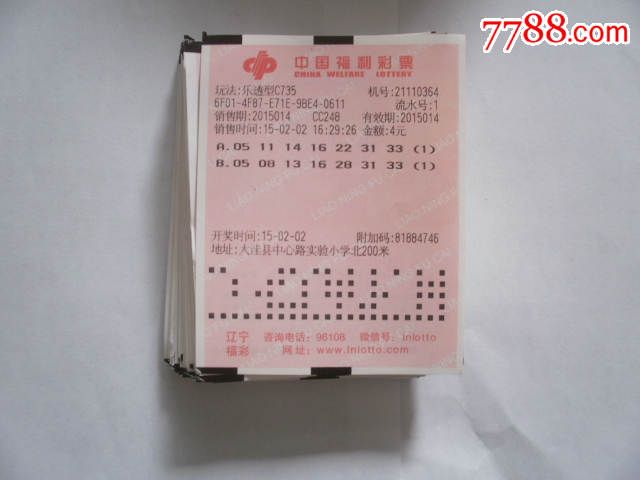 7788.com
中国福利彩票
CHINA WELFARE LOTTERY
玩法:乐透型C735 机号:21110364
6F01-4F87-E71E-9BE4-0611 流水号:1
销售期:2015014 CC248 有效期:2015014
销售时间:15-02-02 16:29:26 金额:4元
A.05 11 14 16 22 31 33 (1)
B.05 08 13 16 28 31 33 (1)
开奖时间:15-02-02 附加码:81884746
地址:大洼县中心路实验小学北200米
辽宁 咨询电话:96108 微信号:lnlotto
福彩 网址:www.lnlotto.com